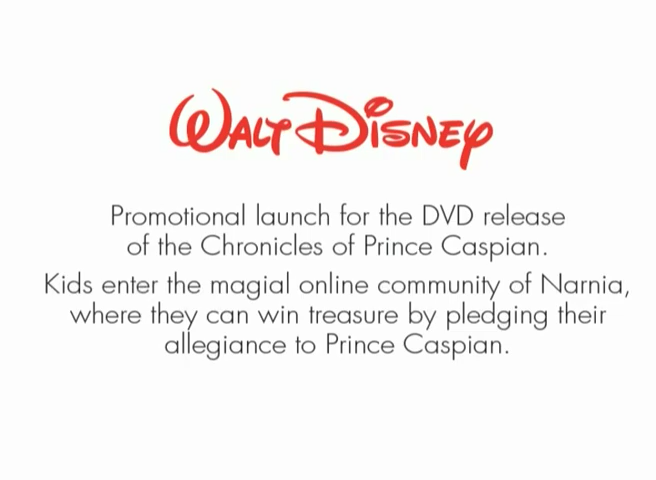 Walt Disney
Promotional launch for the DVD release
of the Chronicles of Prince Caspian.
Kids enter the magial online community of Narnia,
where they can win treasure by pledging their
allegiance to Prince Caspian.